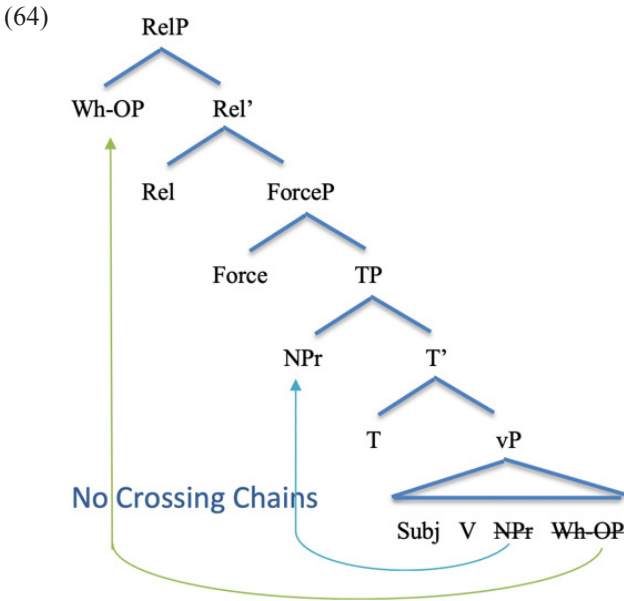 (64)
RelP
Wh-OP Rel’
Rel ForceP
Force TP
NPr T’
T vP
No Crossing Chains
Subj V NPr Wh-OP